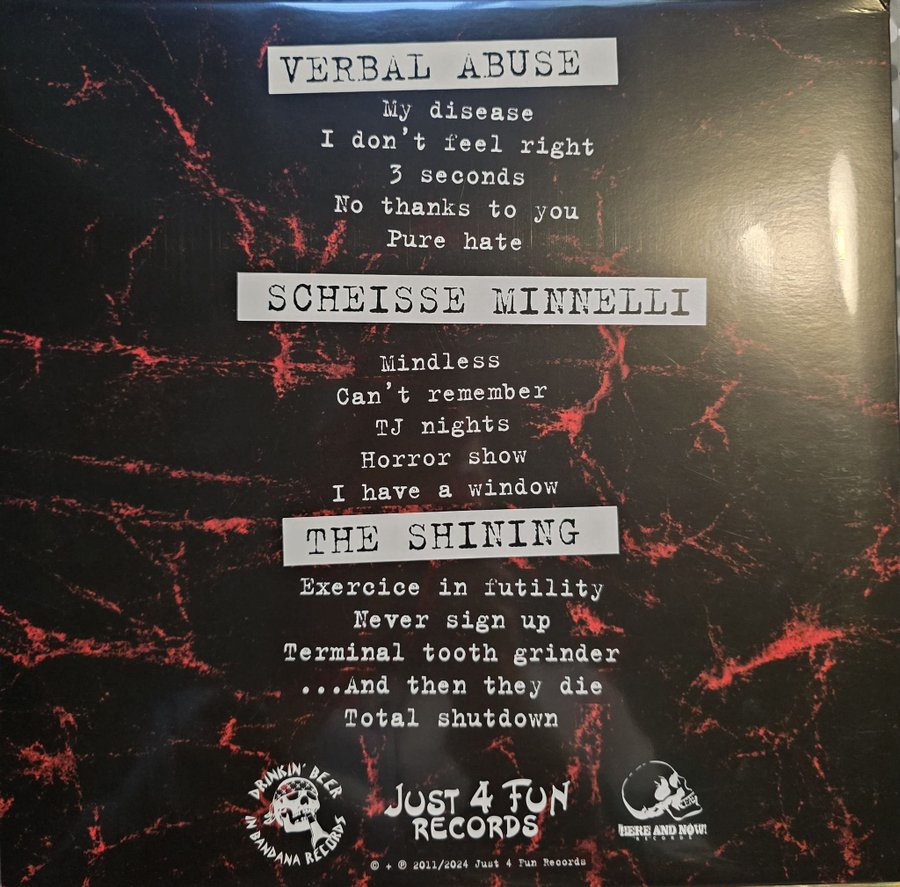 VERBAL ABUSE
My disease
I don't feel right
3 seconds
No thanks to you
Pure hate
SCHEISSE MINNELLI
Mindless
Can't remember
TJ nights
Horror show
I have a window
THE SHINING
Exercice in futility
Never sign up
Terminal tooth grinder
...And then they die
Total shutdown
DRINKIN' BEER
IN BANDANA RECORDS
JUST 4 FUN
RECORDS
HERE AND NOW!
RECORDS
© + ℗ 2011/2024 Just 4 Fun Records